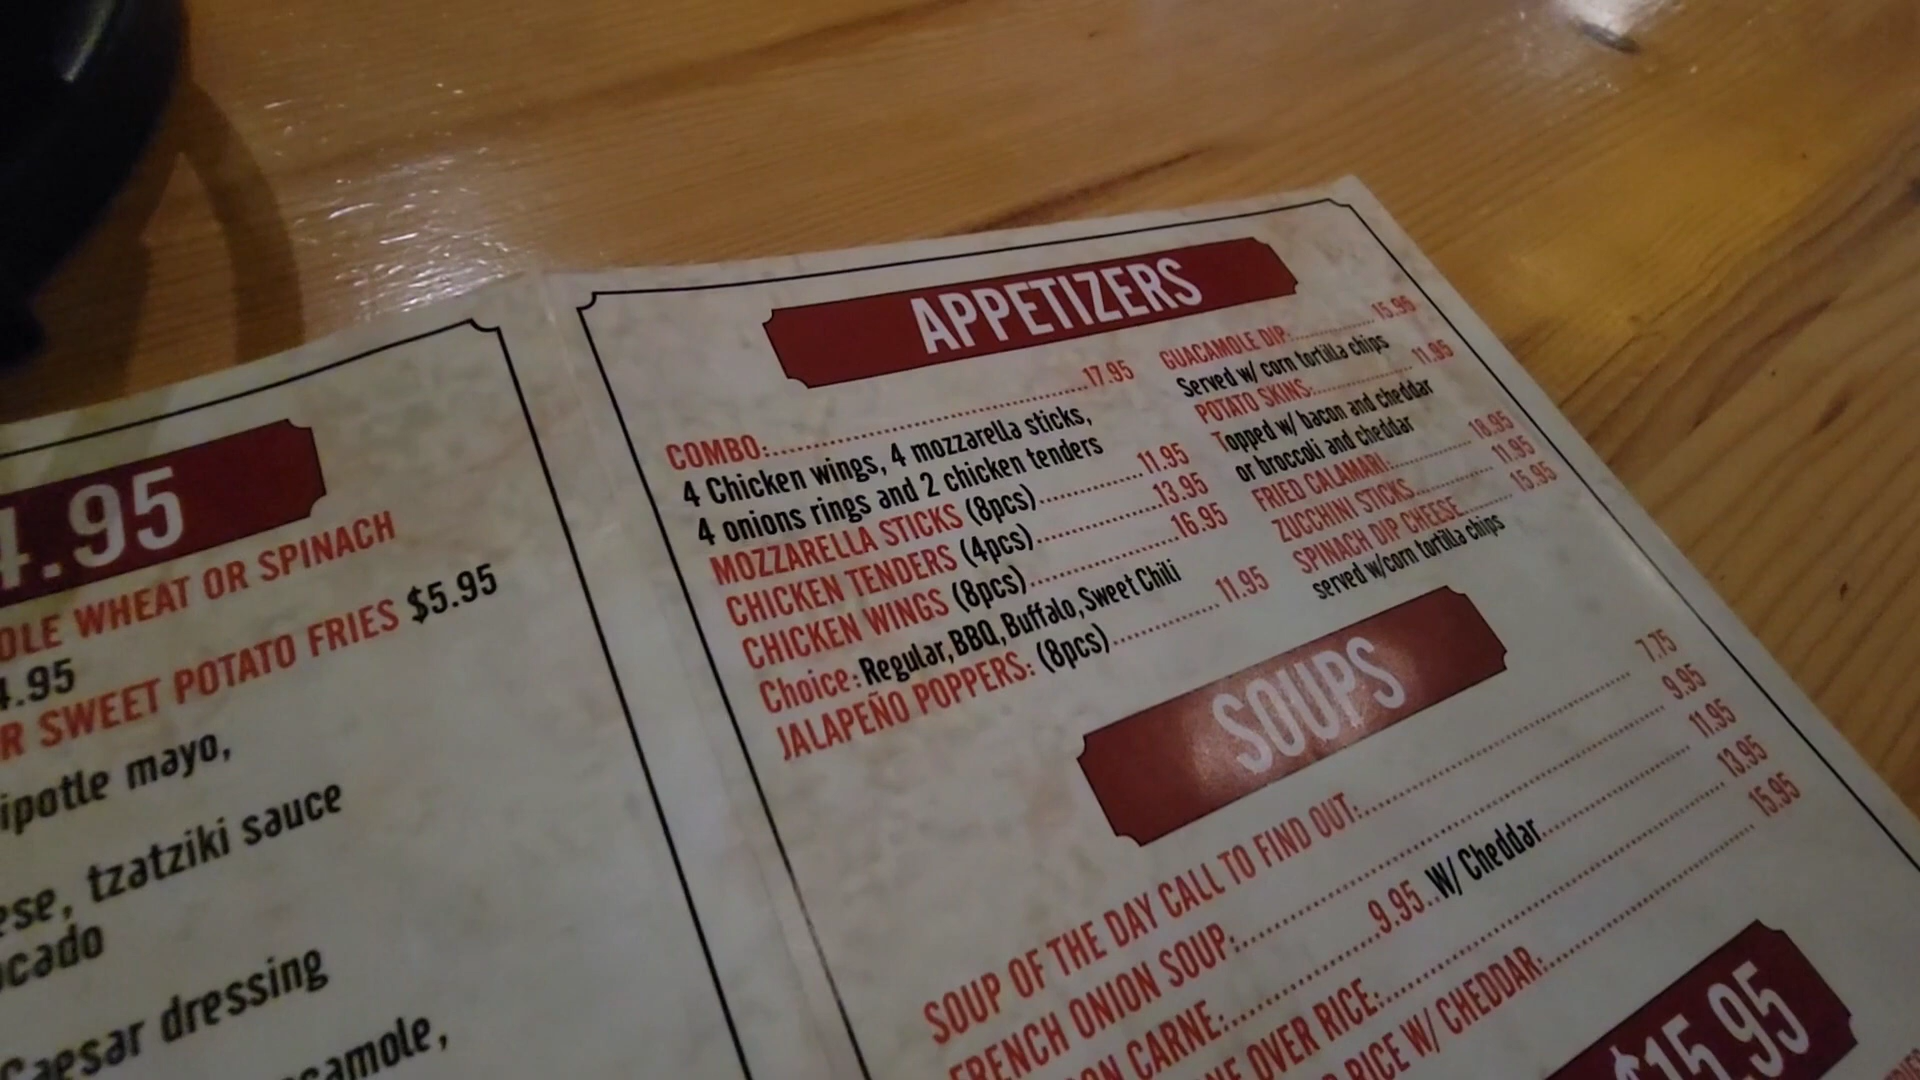 4.95
WHEAT OR SPINACH
4.95
SWEET POTATO FRIES $5.95
mayo,
tzatziki sauce
Caesar dressing
APPETIZERS
COMBO:..........17.95
4 Chicken wings, 4 mozzarella sticks,
4 onions rings and 2 chicken tenders
MOZZARELLA STICKS (8pcs)..........11.95
CHICKEN TENDERS (4pcs)..........13.95
CHICKEN WINGS (8pcs)..........16.95
Choice: Regular, BBQ, Buffalo, Sweet Chili
JALAPEÑO POPPERS: (8pcs)..........11.95
GUACAMOLE DIP:..........15.95
Served w/ corn tortilla chips
POTATO SKINS:..........11.95
Topped w/ bacon and cheddar
or broccoli and cheddar
FRIED CALAMARI:..........18.95
ZUCCHINI STICKS..........11.95
SPINACH DIP CHEESE..........15.95
served w/corn tortilla chips
SOUPS
SOUP OF THE DAY CALL TO FIND OUT:..........7.75
FRENCH ONION SOUP:..........9.95
CARNE:..........9.95..W/ Cheddar..........11.95
OVER RICE:..........13.95
RICE W/ CHEDDAR:..........15.95
$15.95